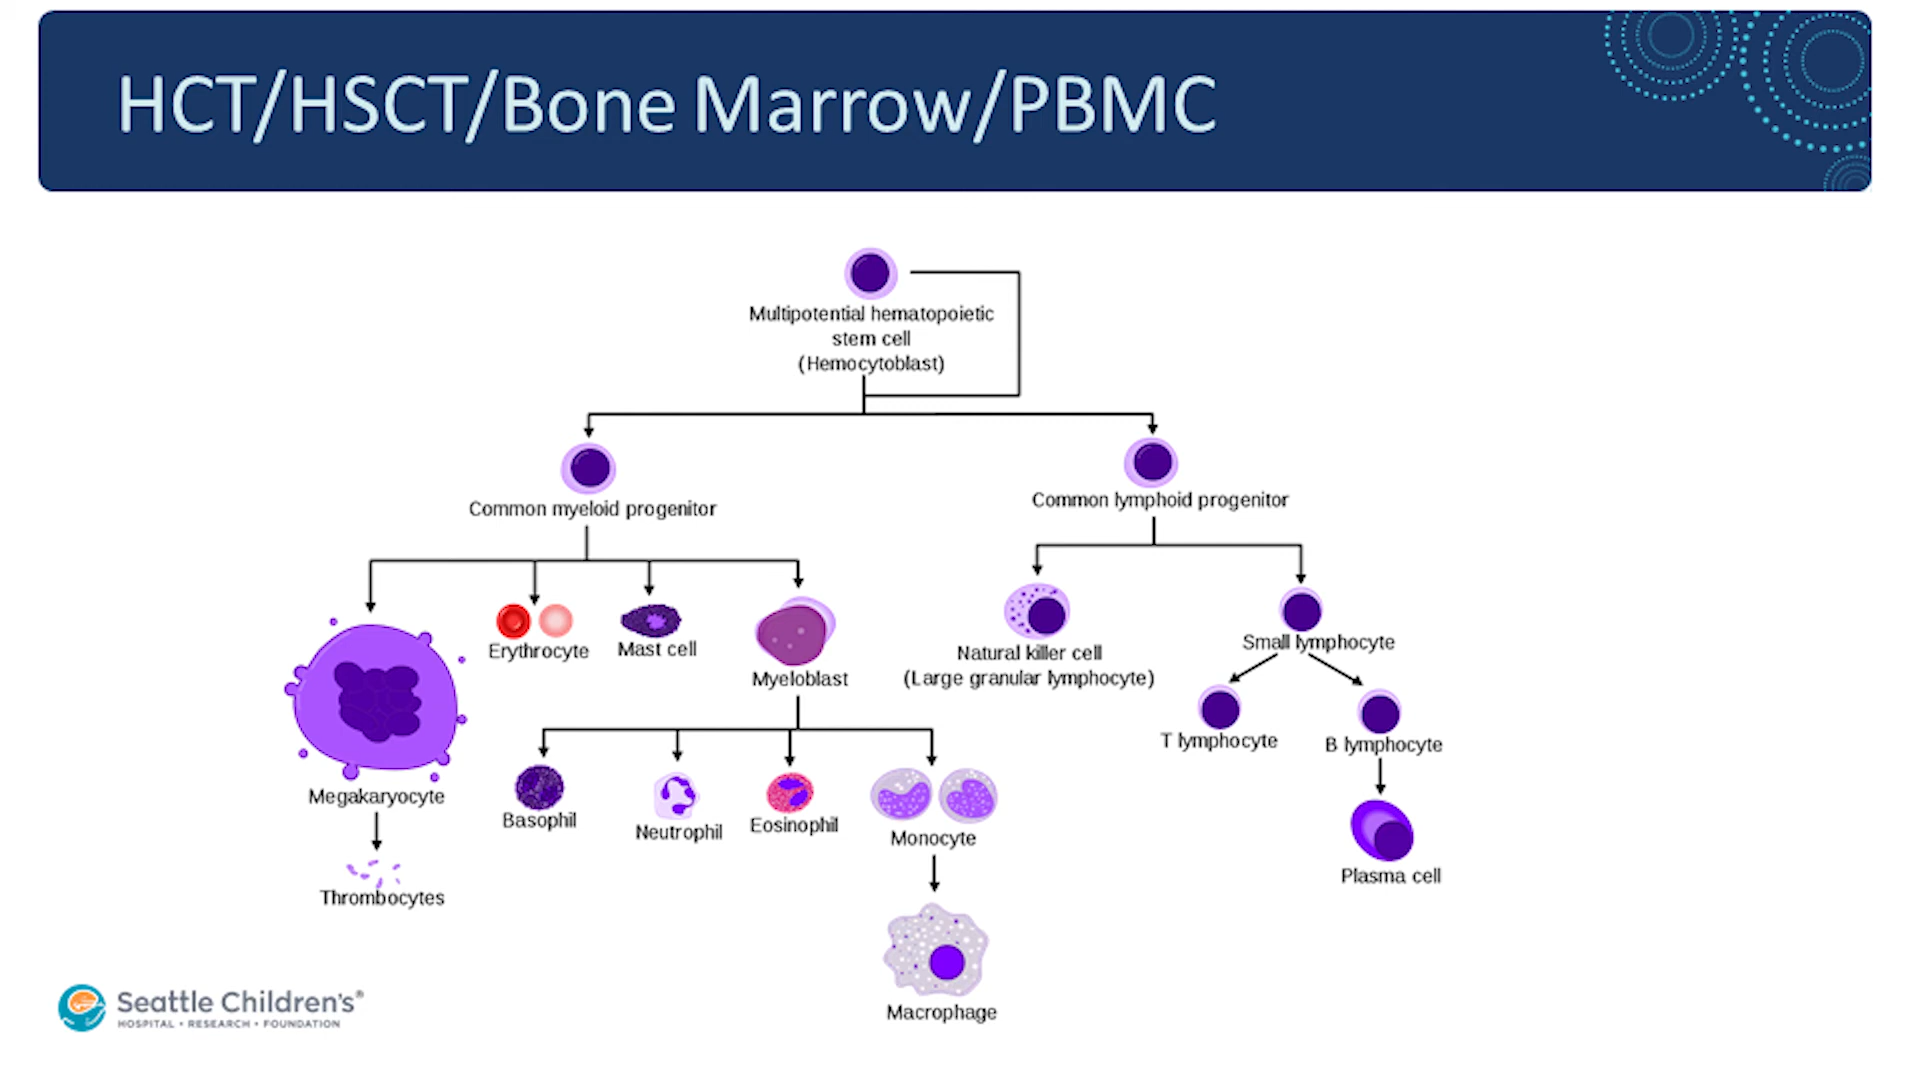 HCT/HSCT/Bone Marrow/PBMC
Multipotential hematopoietic
stem cell
(Hemocytoblast)
Common myeloid progenitor
Common lymphoid progenitor
Erythrocyte
Mast cell
Myeloblast
Natural killer cell
(Large granular lymphocyte)
Small lymphocyte
T lymphocyte
B lymphocyte
Megakaryocyte
Basophil
Neutrophil
Eosinophil
Monocyte
Plasma cell
Thrombocytes
Macrophage
Seattle Children's®
HOSPITAL • RESEARCH • FOUNDATION